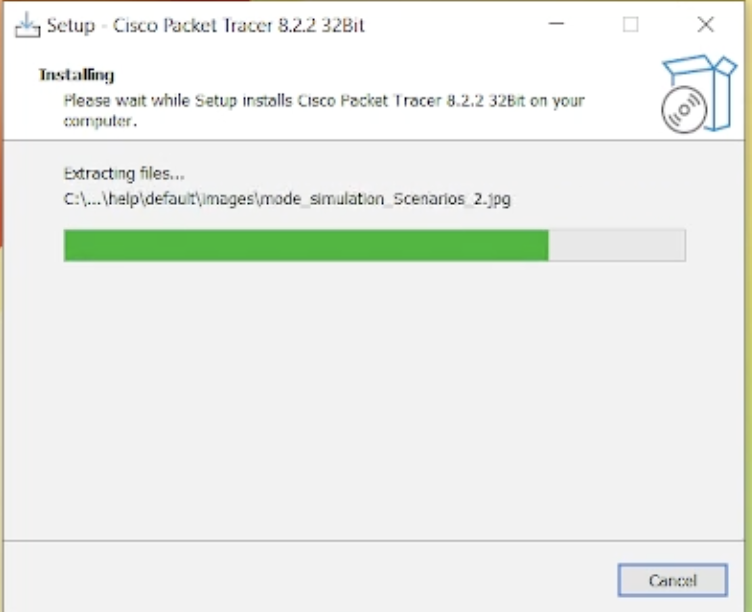 Setup - Cisco Packet Tracer 8.2.2 32Bit
Installing
Please wait while Setup installs Cisco Packet Tracer 8.2.2 32Bit on your
computer.
Extracting files...
C:\...\help\default\images\mode_simulation_Scenarios_2.jpg
Cancel